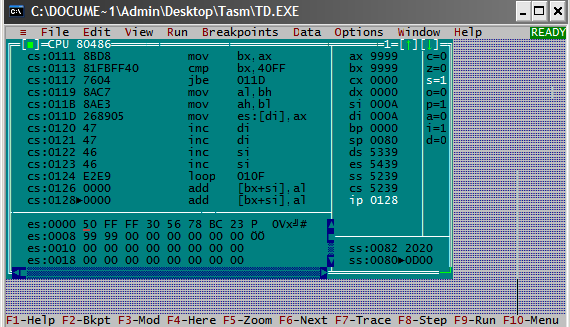 C:\DOCUME~1\Admin\Desktop\Tasm\TD.EXE
≡ File Edit View Run Breakpoints Data Options Window Help READY
[■]=CPU 80486 1=[↑][↓]
cs:0111 8BD8 mov bx,ax ax 9999 c=0
cs:0113 81FBFF40 cmp bx,40FF bx 9999 z=0
cs:0117 7604 jbe 011D cx 0000 s=1
cs:0119 8AC7 mov al,bh dx 0000 o=0
cs:011B 8AE3 mov ah,bl si 000A p=1
cs:011D 268905 mov es:[di],ax di 000A a=0
cs:0120 47 inc di bp 0000 i=1
cs:0121 47 inc di sp 0080 d=0
cs:0122 46 inc si ds 5339
cs:0123 46 inc si es 5439
cs:0124 E2E9 loop 010F ss 5239
cs:0126 0000 add [bx+si],al cs 5239
cs:0128►0000 add [bx+si],al ip 0128
es:0000 50 FF FF 30 56 78 BC 23 P 0Vx╝#
es:0008 99 99 00 00 00 00 00 00 ÖÖ
es:0010 00 00 00 00 00 00 00 00 ss:0082 2020
es:0018 00 00 00 00 00 00 00 00 ss:0080►0D00
F1-Help F2-Bkpt F3-Mod F4-Here F5-Zoom F6-Next F7-Trace F8-Step F9-Run F10-Menu